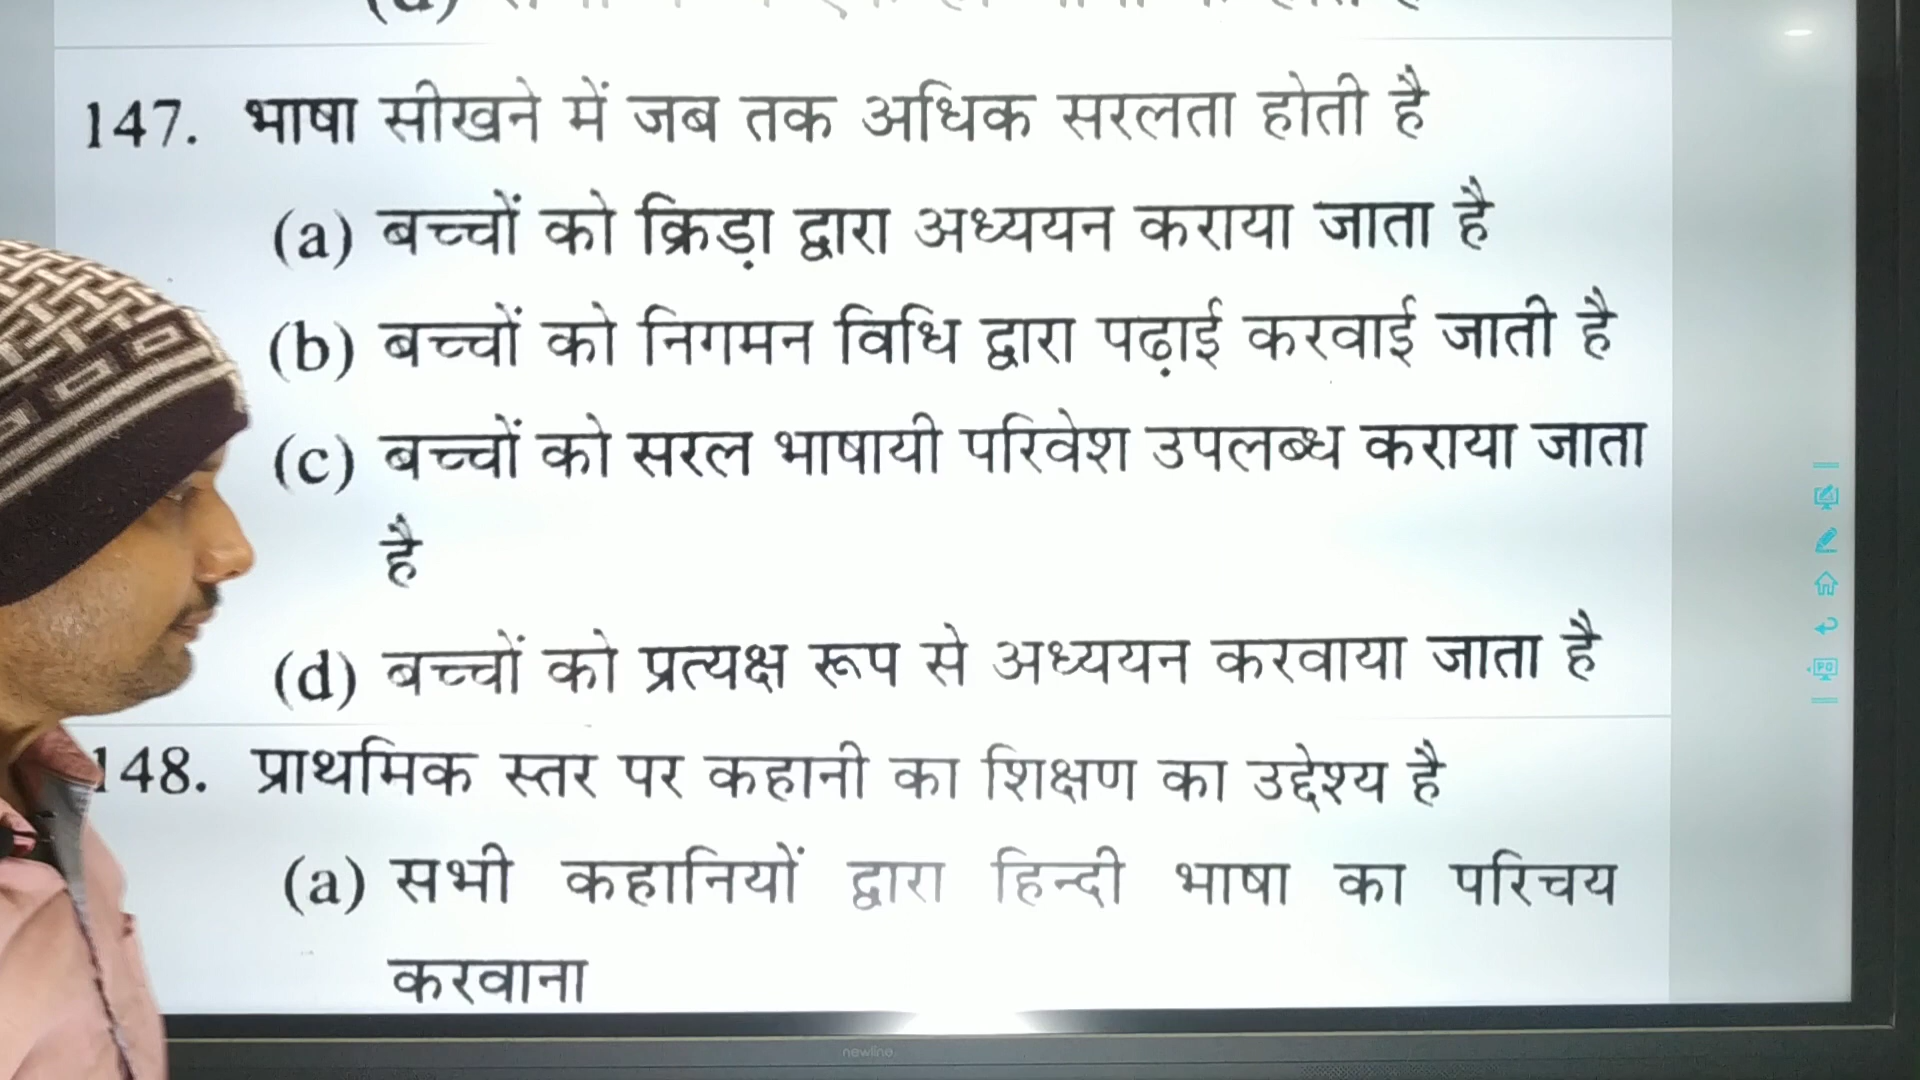 147. भाषा सीखने में जब तक अधिक सरलता होती है
(a) बच्चों को क्रिड़ा द्वारा अध्ययन कराया जाता है
(b) बच्चों को निगमन विधि द्वारा पढ़ाई करवाई जाती है
(c) बच्चों को सरल भाषायी परिवेश उपलब्ध कराया जाता
है
(d) बच्चों को प्रत्यक्ष रूप से अध्ययन करवाया जाता है
148. प्राथमिक स्तर पर कहानी का शिक्षण का उद्देश्य है
(a) सभी कहानियों द्वारा हिन्दी भाषा का परिचय
करवाना
newline